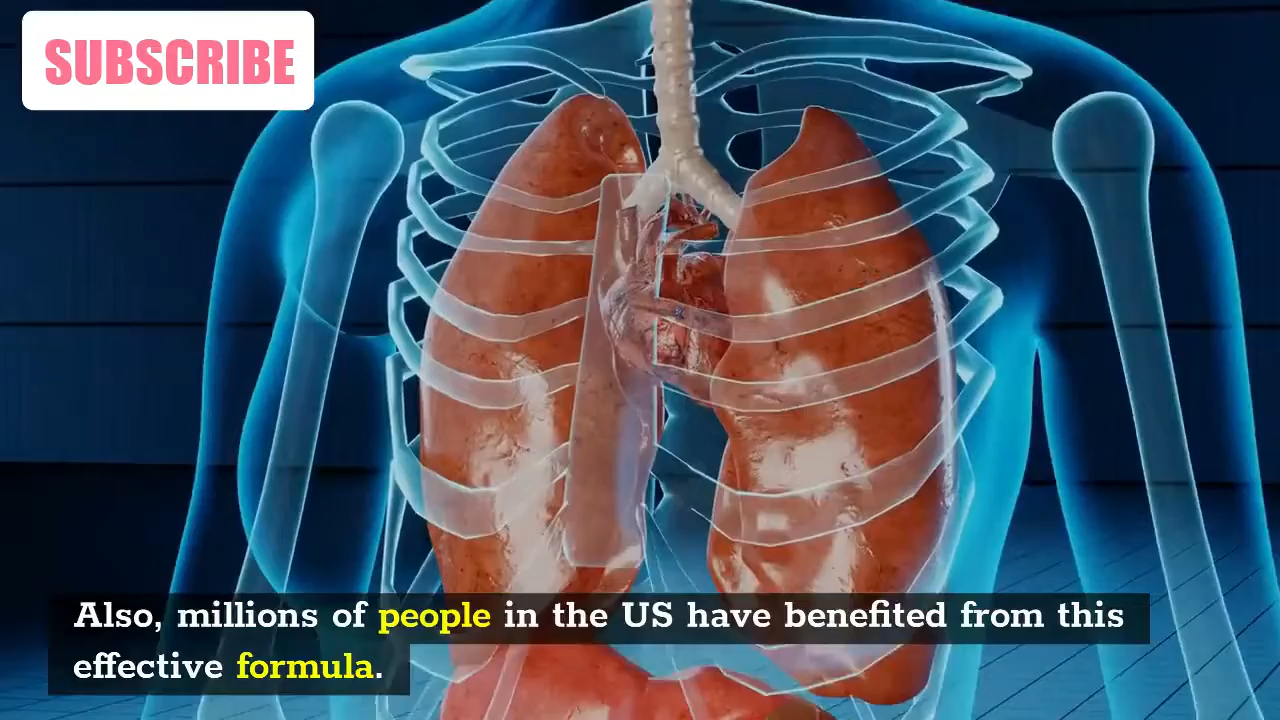 SUBSCRIBE
Also, millions of people in the US have benefited from this
effective formula.